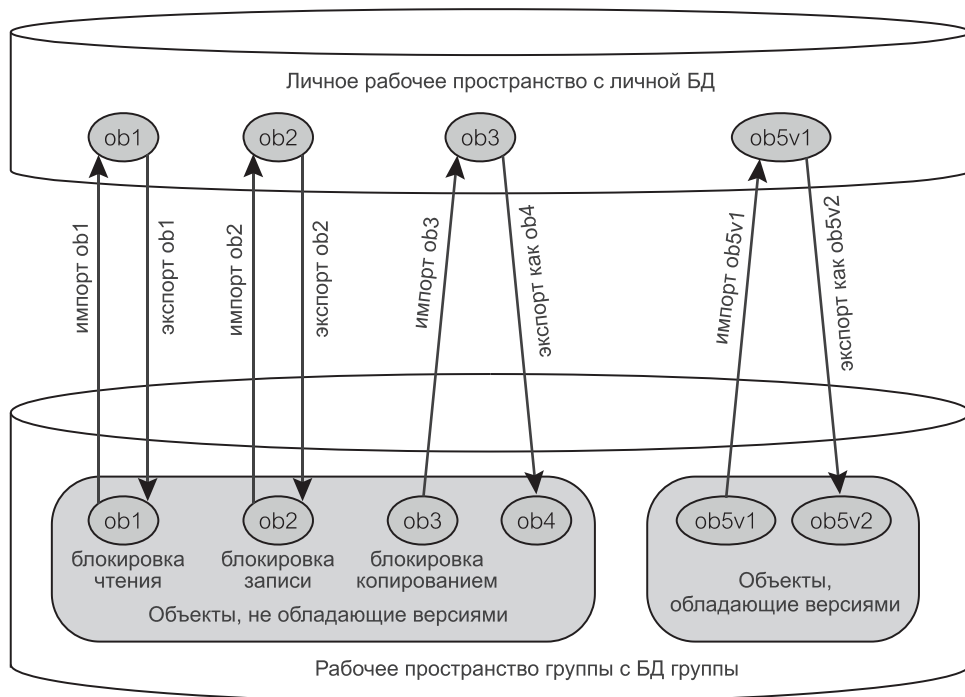 Личное рабочее пространство с личной БД
ob1
ob2
ob3
ob5v1
импорт ob1
экспорт ob1
импорт ob2
экспорт ob2
импорт ob3
экспорт как ob4
импорт ob5v1
экспорт как ob5v2
ob1
ob2
ob3
ob4
ob5v1
ob5v2
блокировка
чтения
блокировка
записи
блокировка
копированием
Объекты, не обладающие версиями
Объекты,
обладающие версиями
Рабочее пространство группы с БД группы